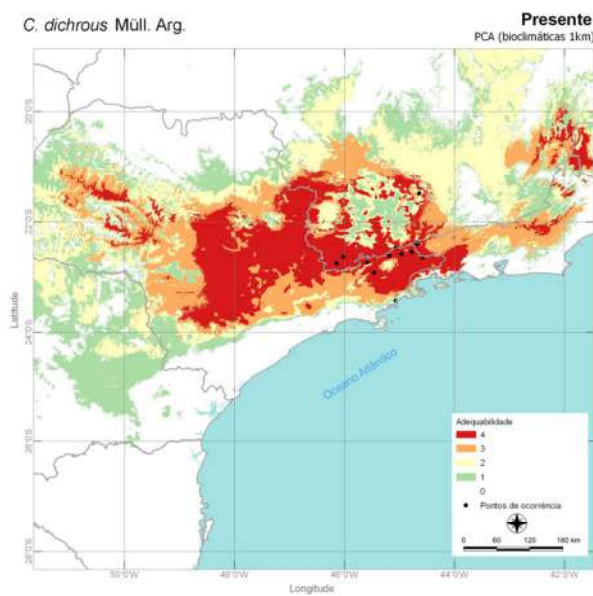 C. dichrous Müll. Arg.
Presente
PCA (bioclimáticas 1km)
20°0'S
22°0'S
24°0'S
26°0'S
28°0'S
Latitude
Oceano Atlântico
Adequabilidade
4
3
2
1
0
Pontos de ocorrência
0 30 60 120 180 km
50°0'W 48°0'W 46°0'W 44°0'W 42°0'W
Longitude